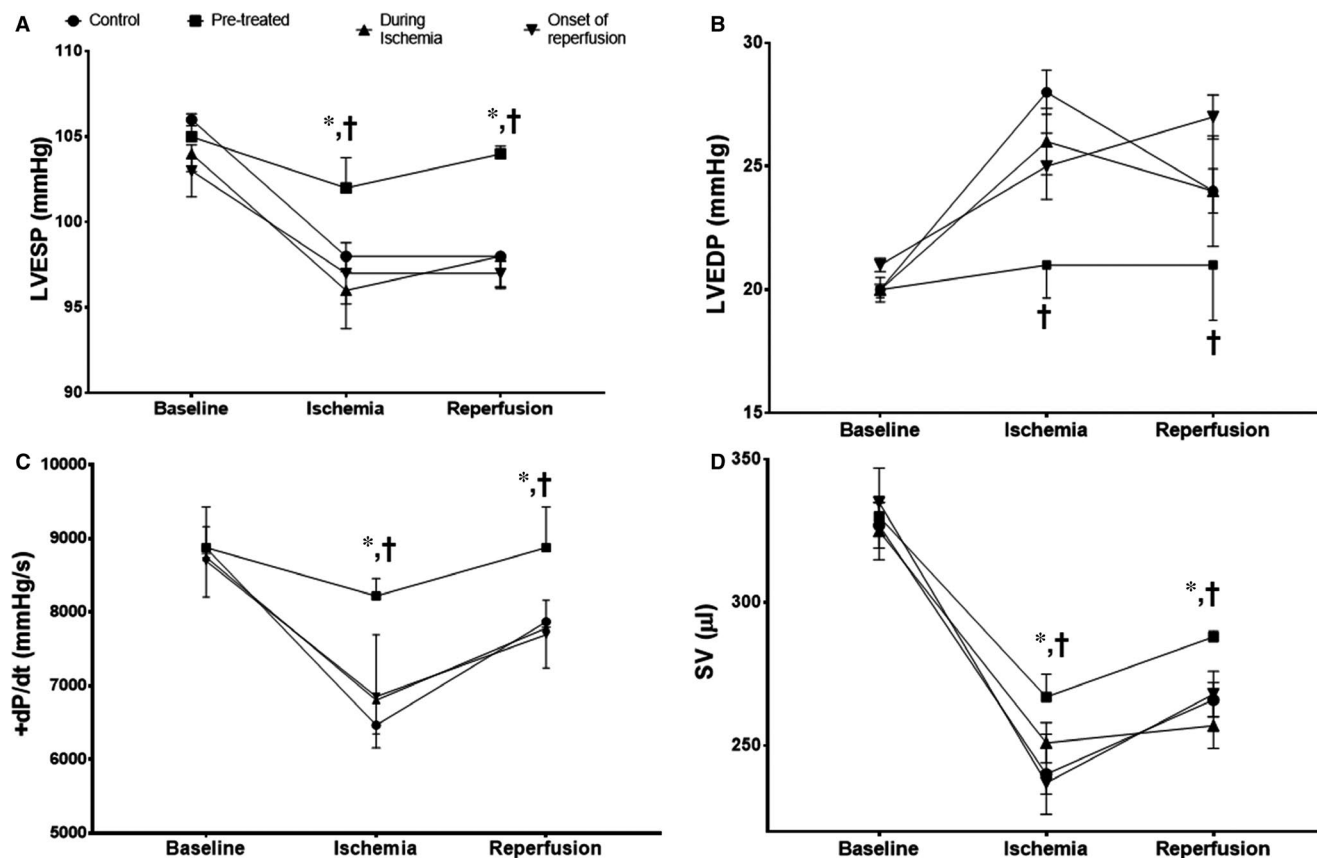 A
Control
Pre-treated
During
Ischemia
Onset of
reperfusion
LVESP (mmHg)
110
105
100
95
90
*,†
*,†
Baseline
Ischemia
Reperfusion
B
LVEDP (mmHg)
30
25
20
15
†
†
Baseline
Ischemia
Reperfusion
C
+dP/dt (mmHg/s)
10000
9000
8000
7000
6000
5000
*,†
*,†
Baseline
Ischemia
Reperfusion
D
SV (µl)
350
300
250
*,†
*,†
Baseline
Ischemia
Reperfusion